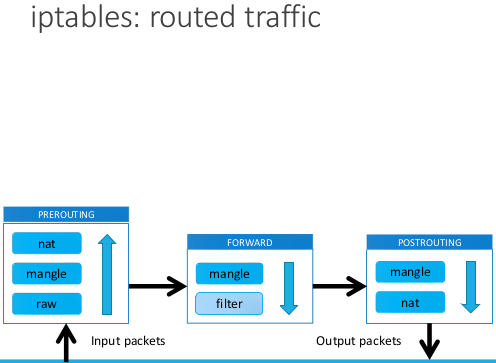 iptables: routed traffic
PREROUTING
nat
mangle
raw
FORWARD
mangle
filter
POSTROUTING
mangle
nat
Input packets
Output packets